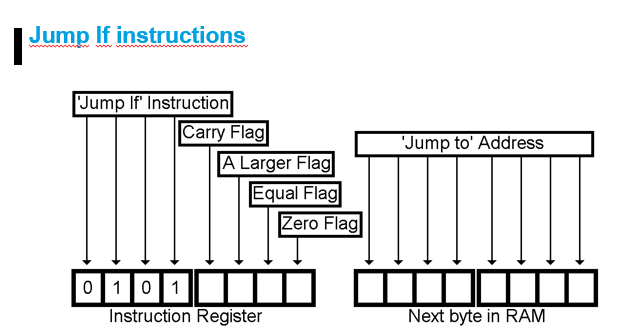 Jump If instructions
'Jump If' Instruction
Carry Flag
A Larger Flag
Equal Flag
Zero Flag
'Jump to' Address
0 1 0 1
Instruction Register
Next byte in RAM